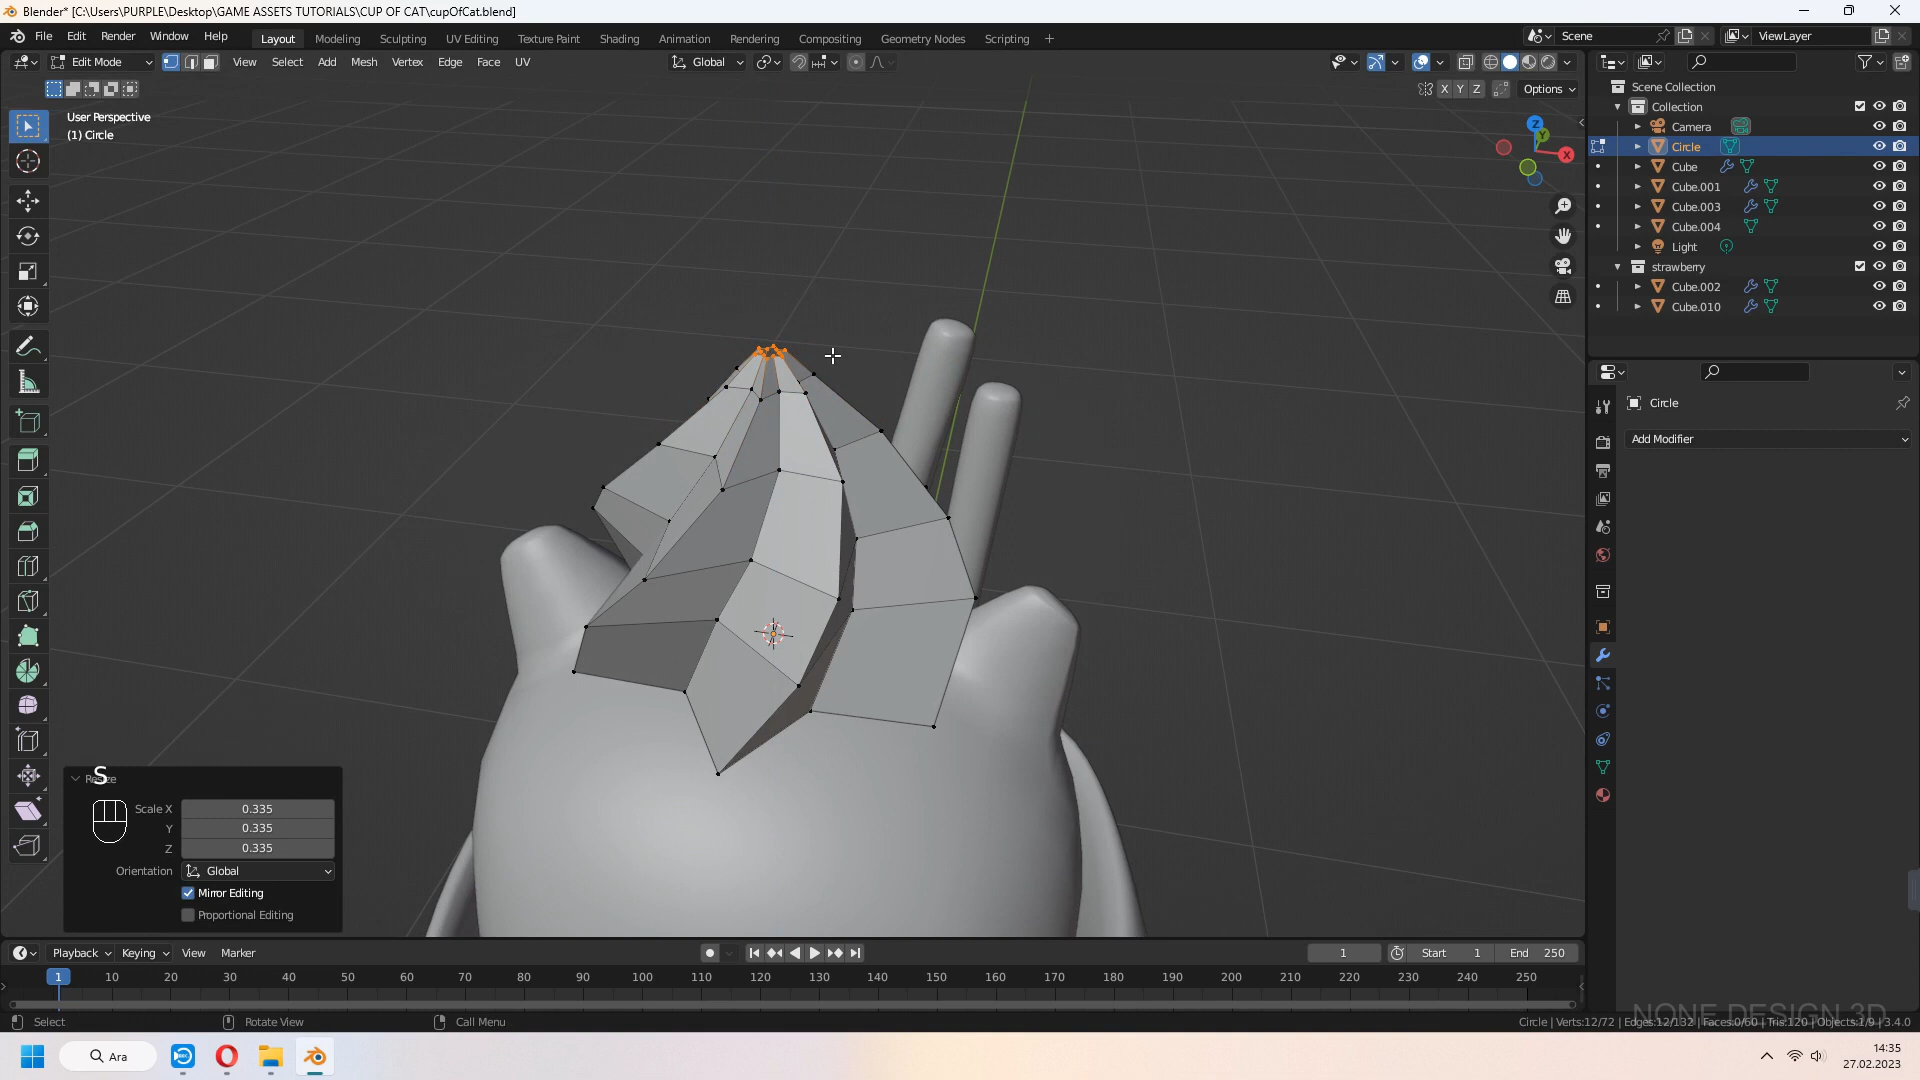 Blender* [C:\Users\PURPLE\Desktop\GAME ASSETS TUTORIALS\CUP OF CAT\cupOfCat.blend]
File Edit Render Window Help Layout Modeling Sculpting UV Editing Texture Paint Shading Animation Rendering Compositing Geometry Nodes Scripting + Scene ViewLayer
Edit Mode View Select Add Mesh Vertex Edge Face UV Global
X Y Z Options
User Perspective
(1) Circle
Z
Y
X
Scene Collection
Collection
Camera
Circle
Cube
Cube.001
Cube.003
Cube.004
Light
strawberry
Cube.002
Cube.010
Circle
Add Modifier
S
Scale X 0.335
Y 0.335
Z 0.335
Orientation Global
Mirror Editing
Proportional Editing
Playback Keying View Marker 1 Start 1 End 250
1 10 20 30 40 50 60 70 80 90 100 110 120 130 140 150 160 170 180 190 200 210 220 230 240 250
NONE DESIGN 3D
Select Rotate View Call Menu Circle | Verts:12/72 | Edges:12/132 | Faces:0/60 | Tris:120 | Objects:1/9 | 3.4.0
Ara
14:35
27.02.2023